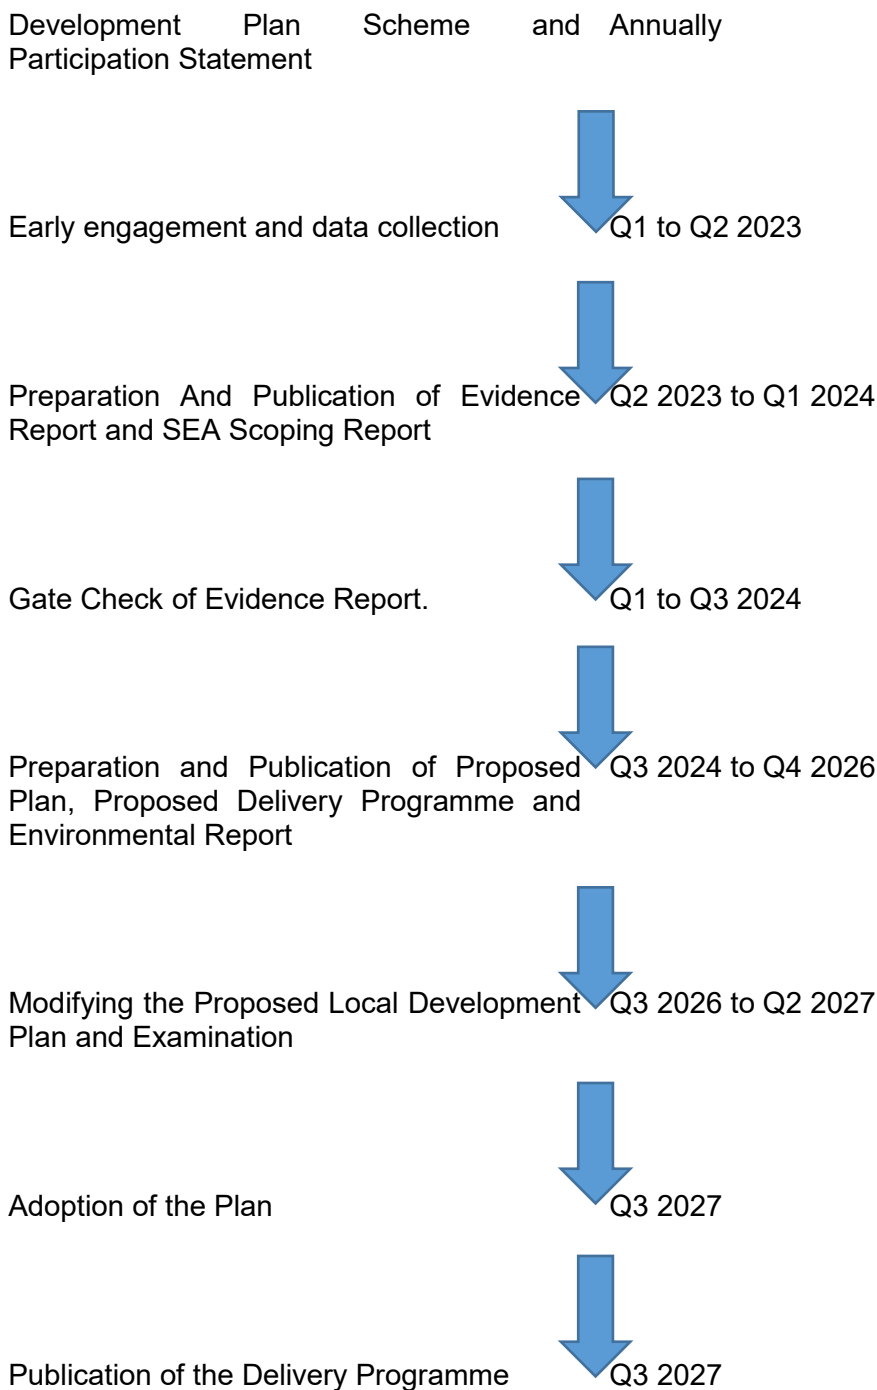 Development Plan Scheme and Annually
Participation Statement
Early engagement and data collection Q1 to Q2 2023
Preparation And Publication of Evidence Q2 2023 to Q1 2024
Report and SEA Scoping Report
Gate Check of Evidence Report. Q1 to Q3 2024
Preparation and Publication of Proposed Q3 2024 to Q4 2026
Plan, Proposed Delivery Programme and
Environmental Report
Modifying the Proposed Local Development Q3 2026 to Q2 2027
Plan and Examination
Adoption of the Plan Q3 2027
Publication of the Delivery Programme Q3 2027